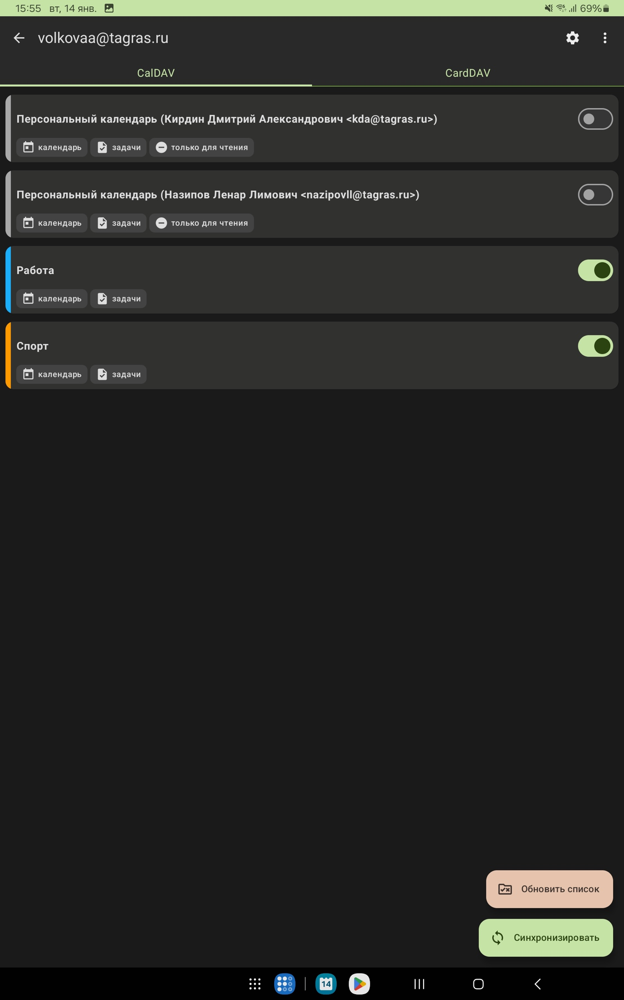 15:55 вт, 14 янв. 69%
volkovaa@tagras.ru
CalDAV CardDAV
Персональный календарь (Кирдин Дмитрий Александрович <kda@tagras.ru>)
календарь задачи только для чтения
Персональный календарь (Назипов Ленар Лимович <nazipovll@tagras.ru>)
календарь задачи только для чтения
Работа
календарь задачи
Спорт
календарь задачи
Обновить список
Синхронизировать
14